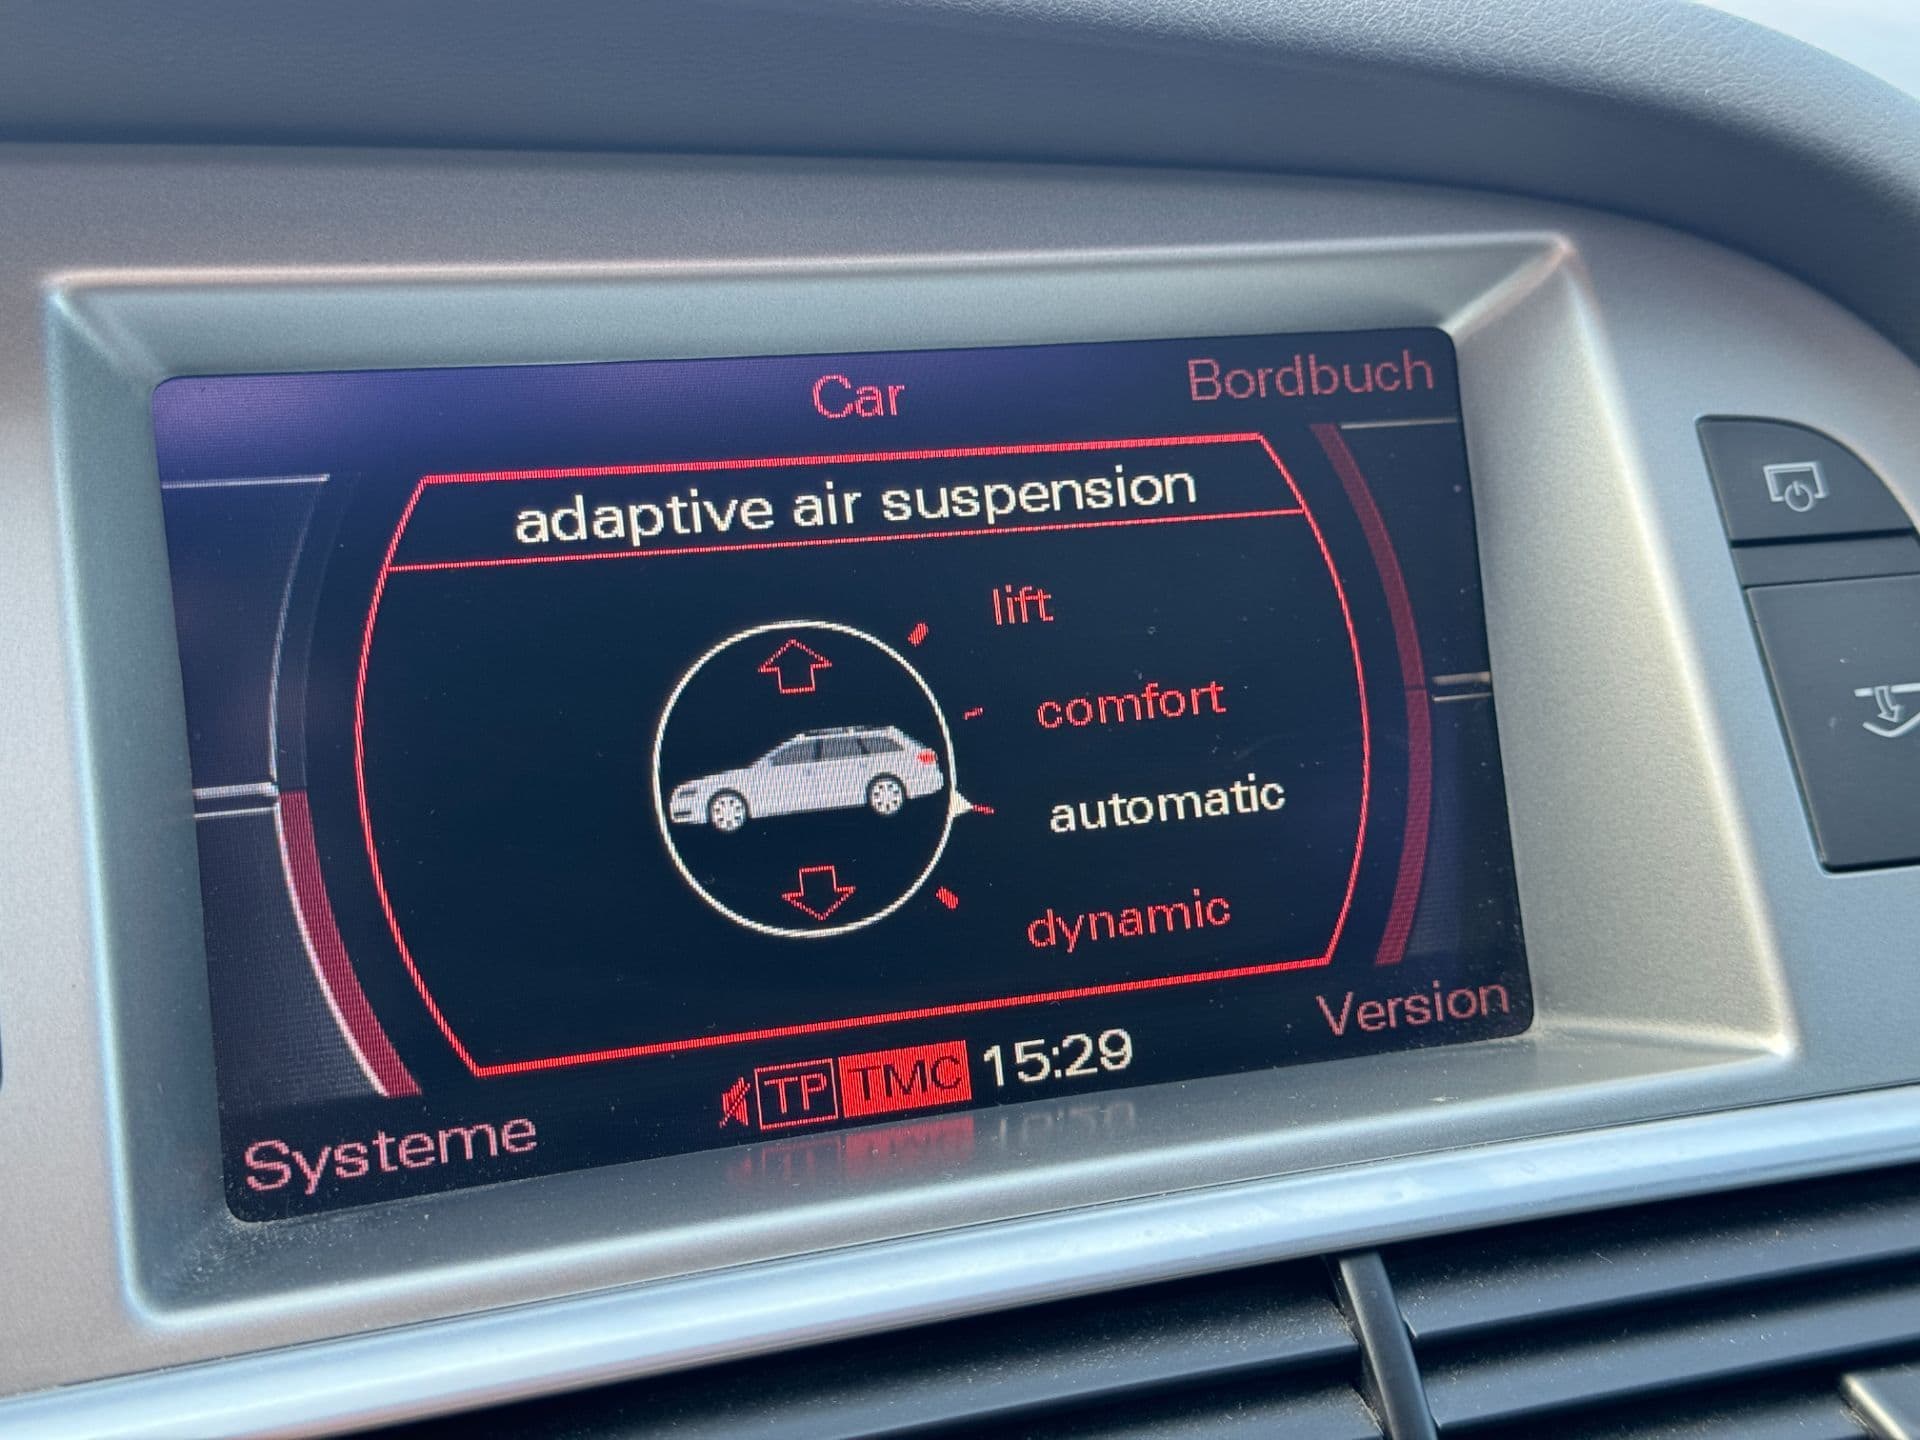 Car
Bordbuch
adaptive air suspension
lift
comfort
automatic
dynamic
Version
TP TMC 15:29
Systeme